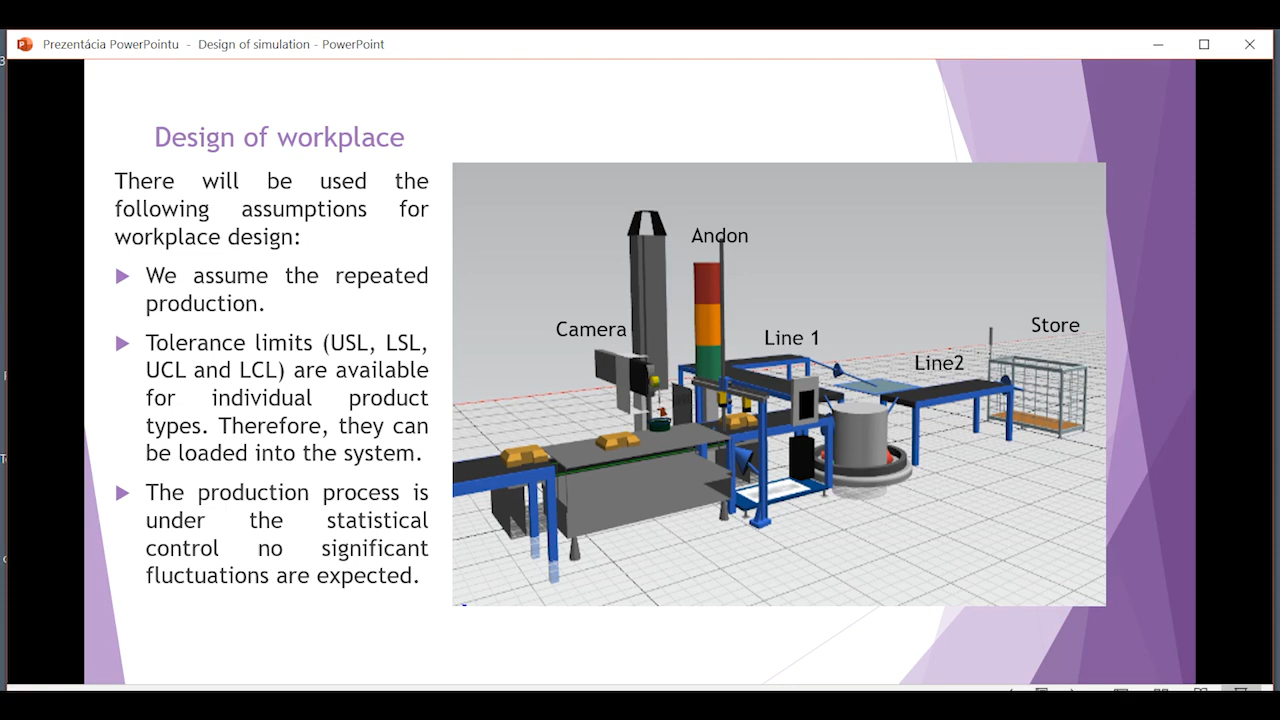 Prezentácia PowerPointu - Design of simulation - PowerPoint
Design of workplace
There will be used the
following assumptions for
workplace design:
We assume the repeated
production.
Tolerance limits (USL, LSL,
UCL and LCL) are available
for individual product
types. Therefore, they can
be loaded into the system.
The production process is
under the statistical
control no significant
fluctuations are expected.
Andon
Camera
Line 1
Line2
Store